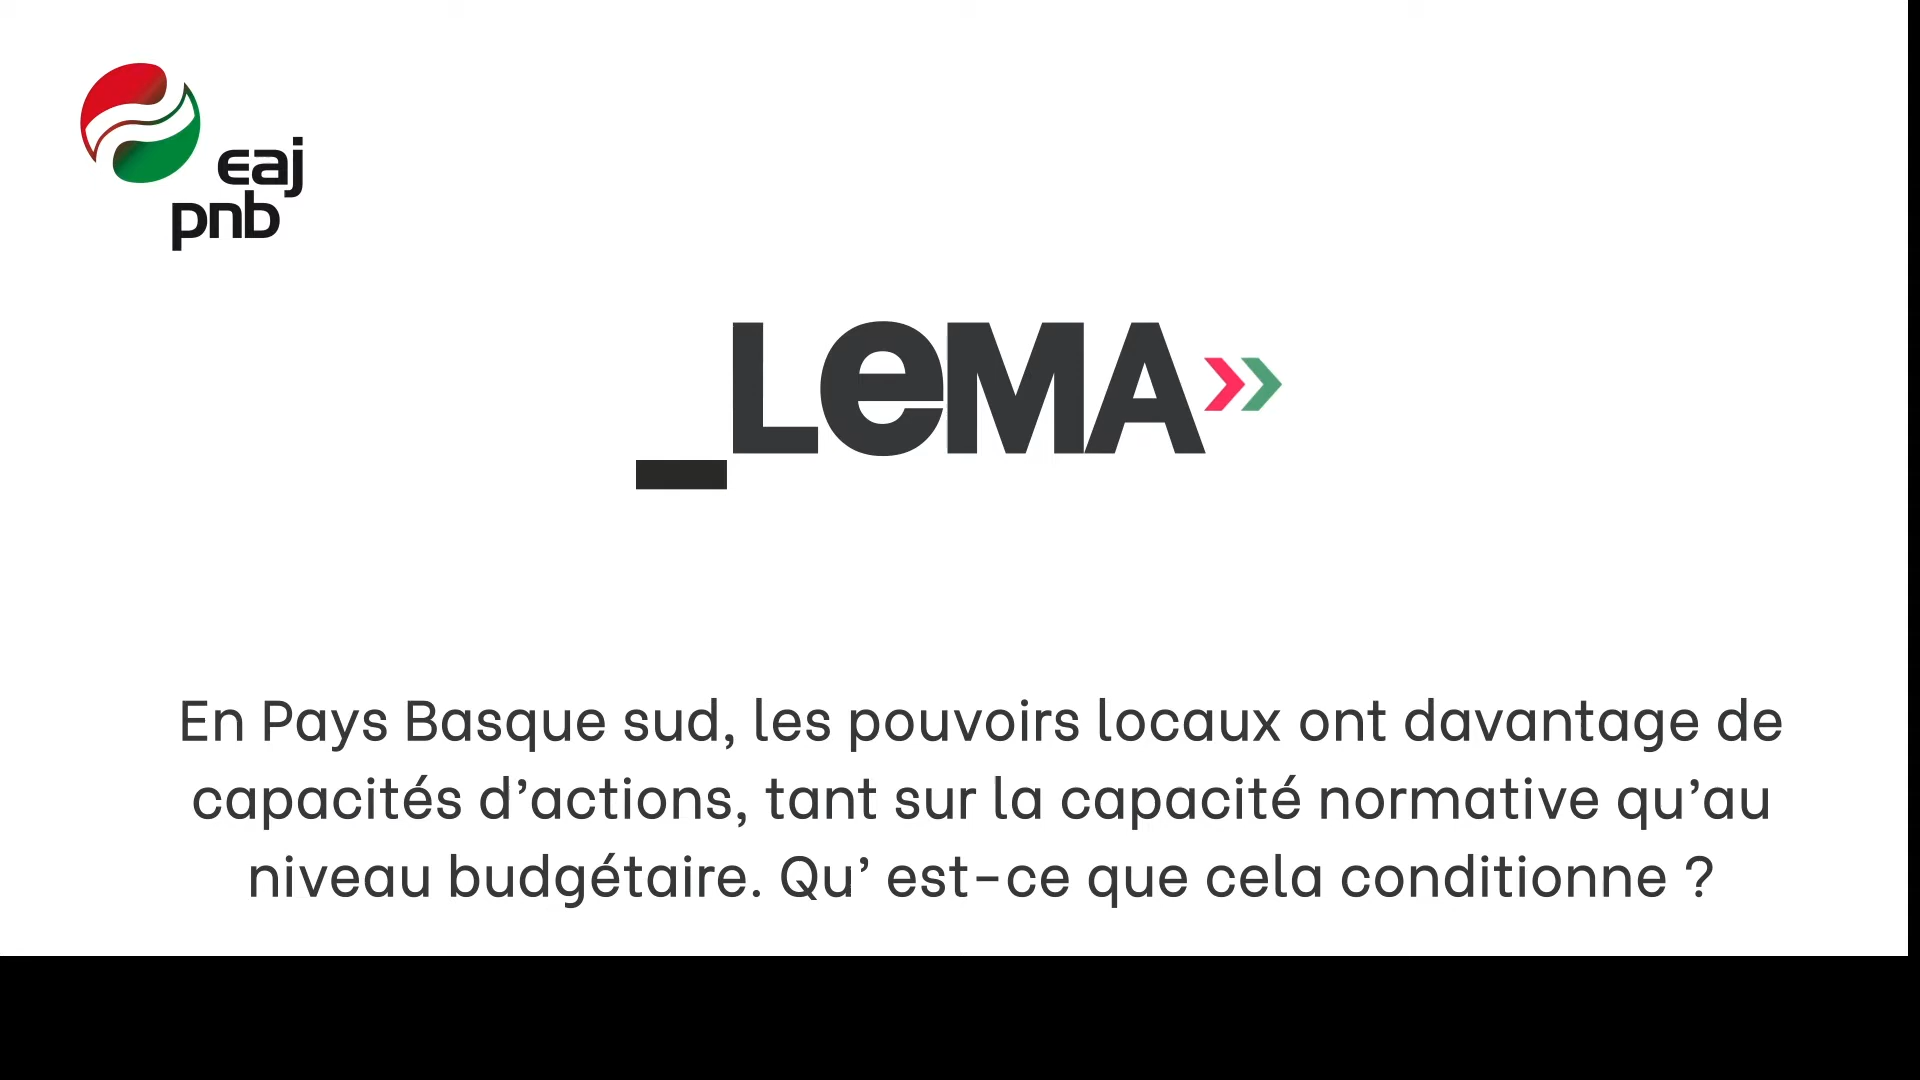 eaj
pnb
_LeMA
En Pays Basque sud, les pouvoirs locaux ont davantage de
capacités d’actions, tant sur la capacité normative qu’au
niveau budgétaire. Qu’ est-ce que cela conditionne ?